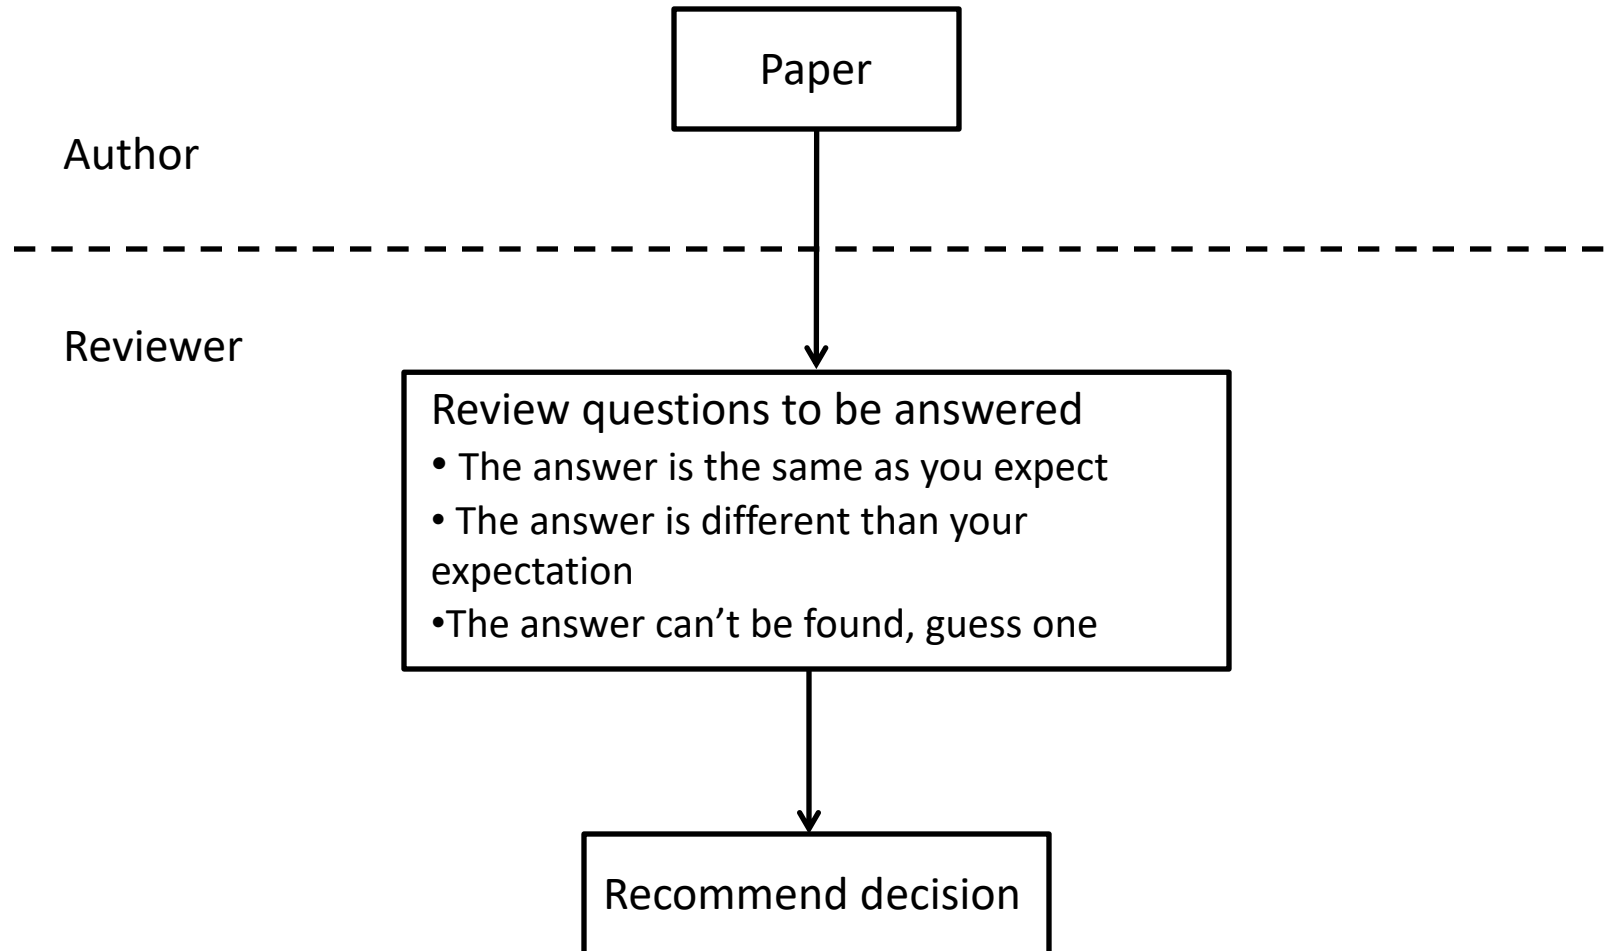 Paper
Author
Reviewer
Review questions to be answered
• The answer is the same as you expect
• The answer is different than your
expectation
•The answer can’t be found, guess one
Recommend decision